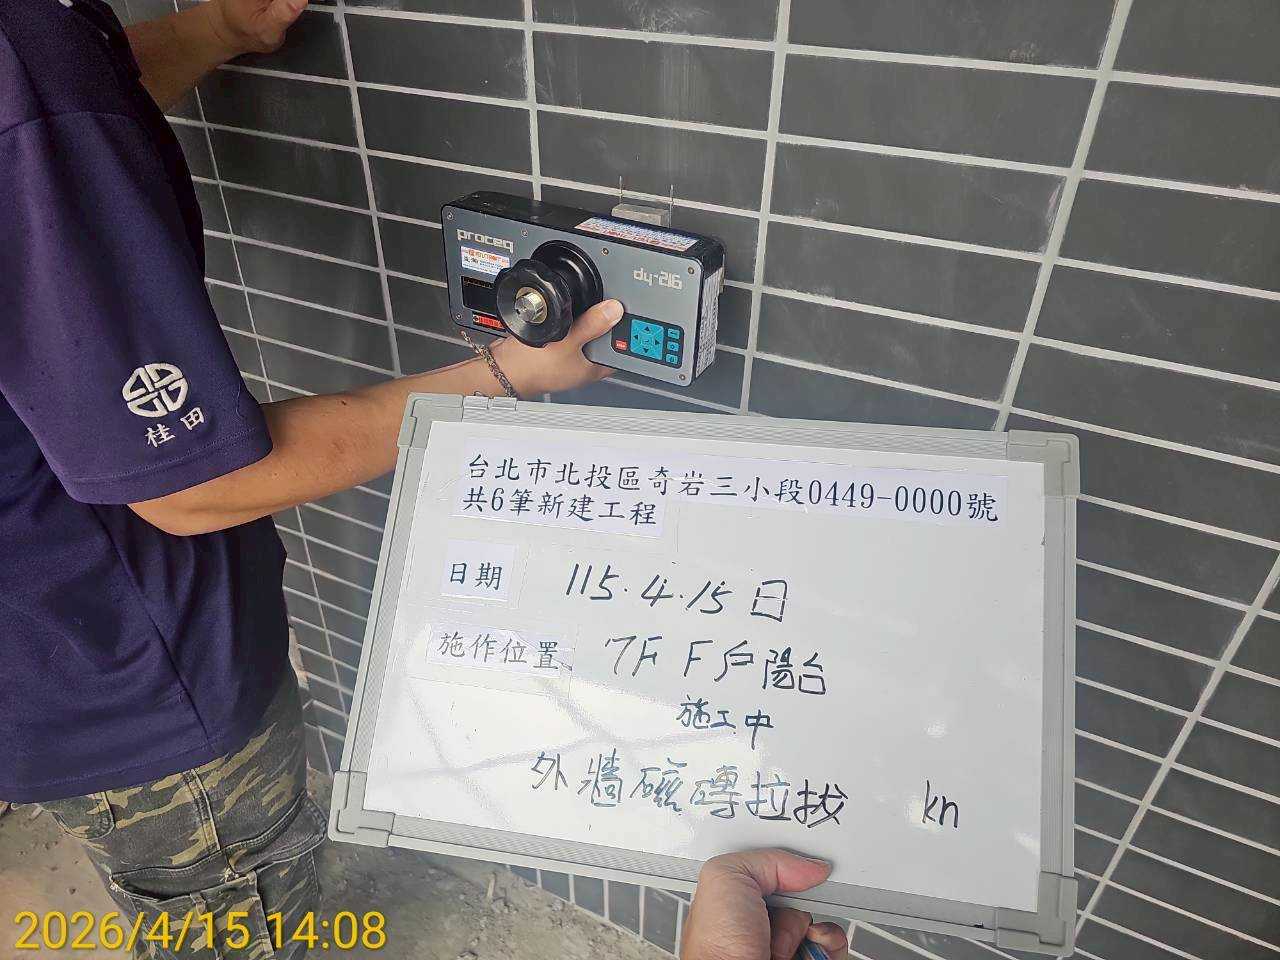 proceq
dy-216
桂田
台北市北投區奇岩三小段0449-0000號
共6筆新建工程
日期 115.4.15日
施作位置 7F F戶陽台
施工中
外牆磁磚拉拔 kn
2026/4/15 14:08